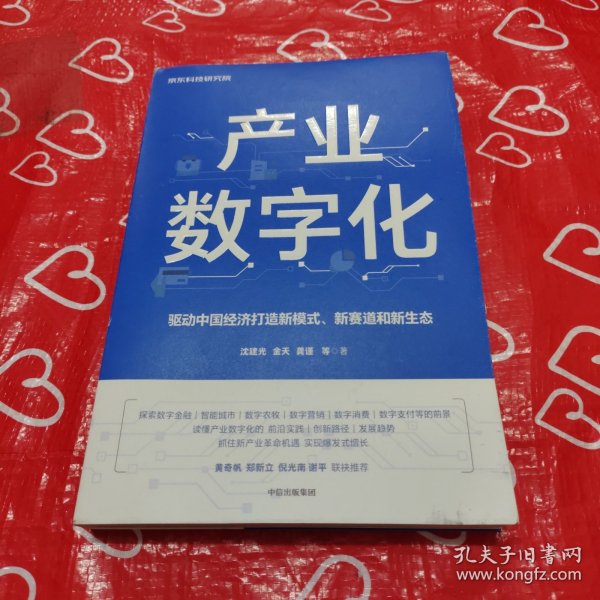 京东科技研究院
产业
数字化
驱动中国经济打造新模式、新赛道和新生态
沈建光 金天 龚谨 等◎著
探索数字金融|智能城市|数字农牧|数字营销|数字消费|数字支付等的前景
读懂产业数字化的 前沿实践|创新路径|发展趋势
抓住新产业革命机遇 实现爆发式增长
黄奇帆 郑新立 倪光南 谢平 联袂推荐
中信出版集团
孔夫子旧书网
www.kongfz.com